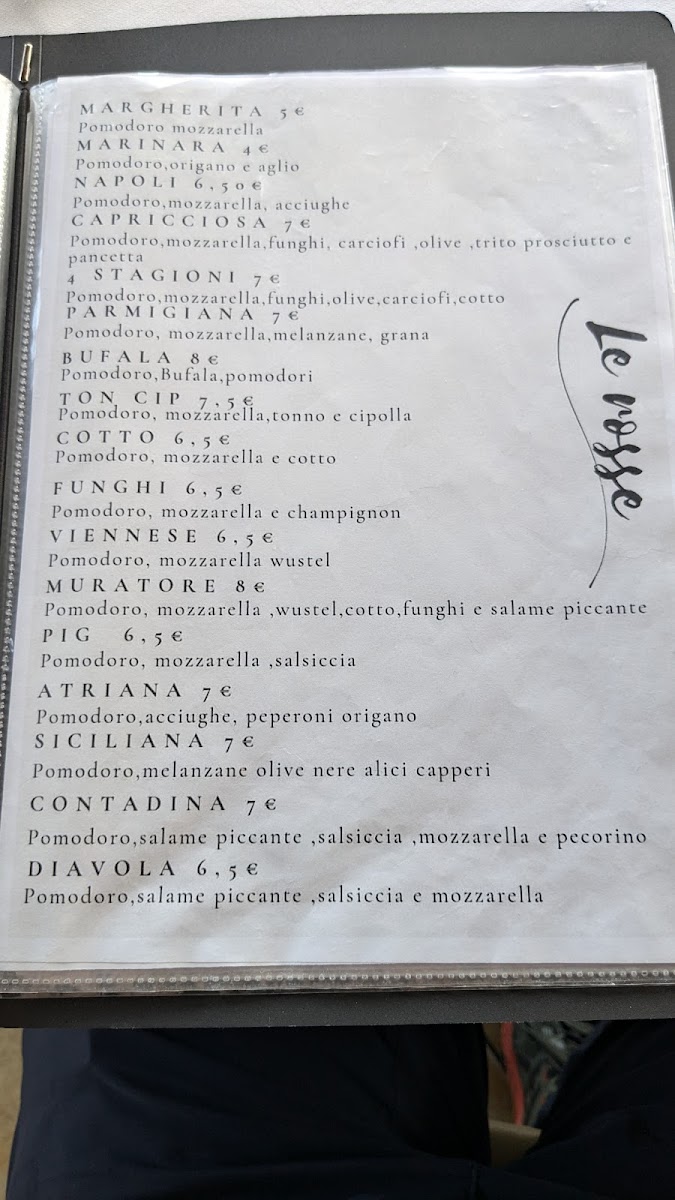 MARGHERITA 5€
Pomodoro mozzarella
MARINARA 4€
Pomodoro,origano e aglio
NAPOLI 6,50€
Pomodoro,mozzarella, acciughe
CAPRICCIOSA 7€
Pomodoro,mozzarella,funghi, carciofi ,olive ,trito prosciutto e
pancetta
4 STAGIONI 7€
Pomodoro,mozzarella,funghi,olive,carciofi,cotto
PARMIGIANA 7€
Pomodoro, mozzarella,melanzane, grana
BUFALA 8€
Pomodoro,Bufala,pomodori
TON CIP 7,5€
Pomodoro, mozzarella,tonno e cipolla
COTTO 6,5€
Pomodoro, mozzarella e cotto
FUNGHI 6,5€
Pomodoro, mozzarella e champignon
VIENNESE 6,5€
Pomodoro, mozzarella wustel
MURATORE 8€
Pomodoro, mozzarella ,wustel,cotto,funghi e salame piccante
PIG 6,5€
Pomodoro, mozzarella ,salsiccia
ATRIANA 7€
Pomodoro,acciughe, peperoni origano
SICILIANA 7€
Pomodoro,melanzane olive nere alici capperi
CONTADINA 7€
Pomodoro,salame piccante ,salsiccia ,mozzarella e pecorino
DIAVOLA 6,5€
Pomodoro,salame piccante ,salsiccia e mozzarella
Le rosse